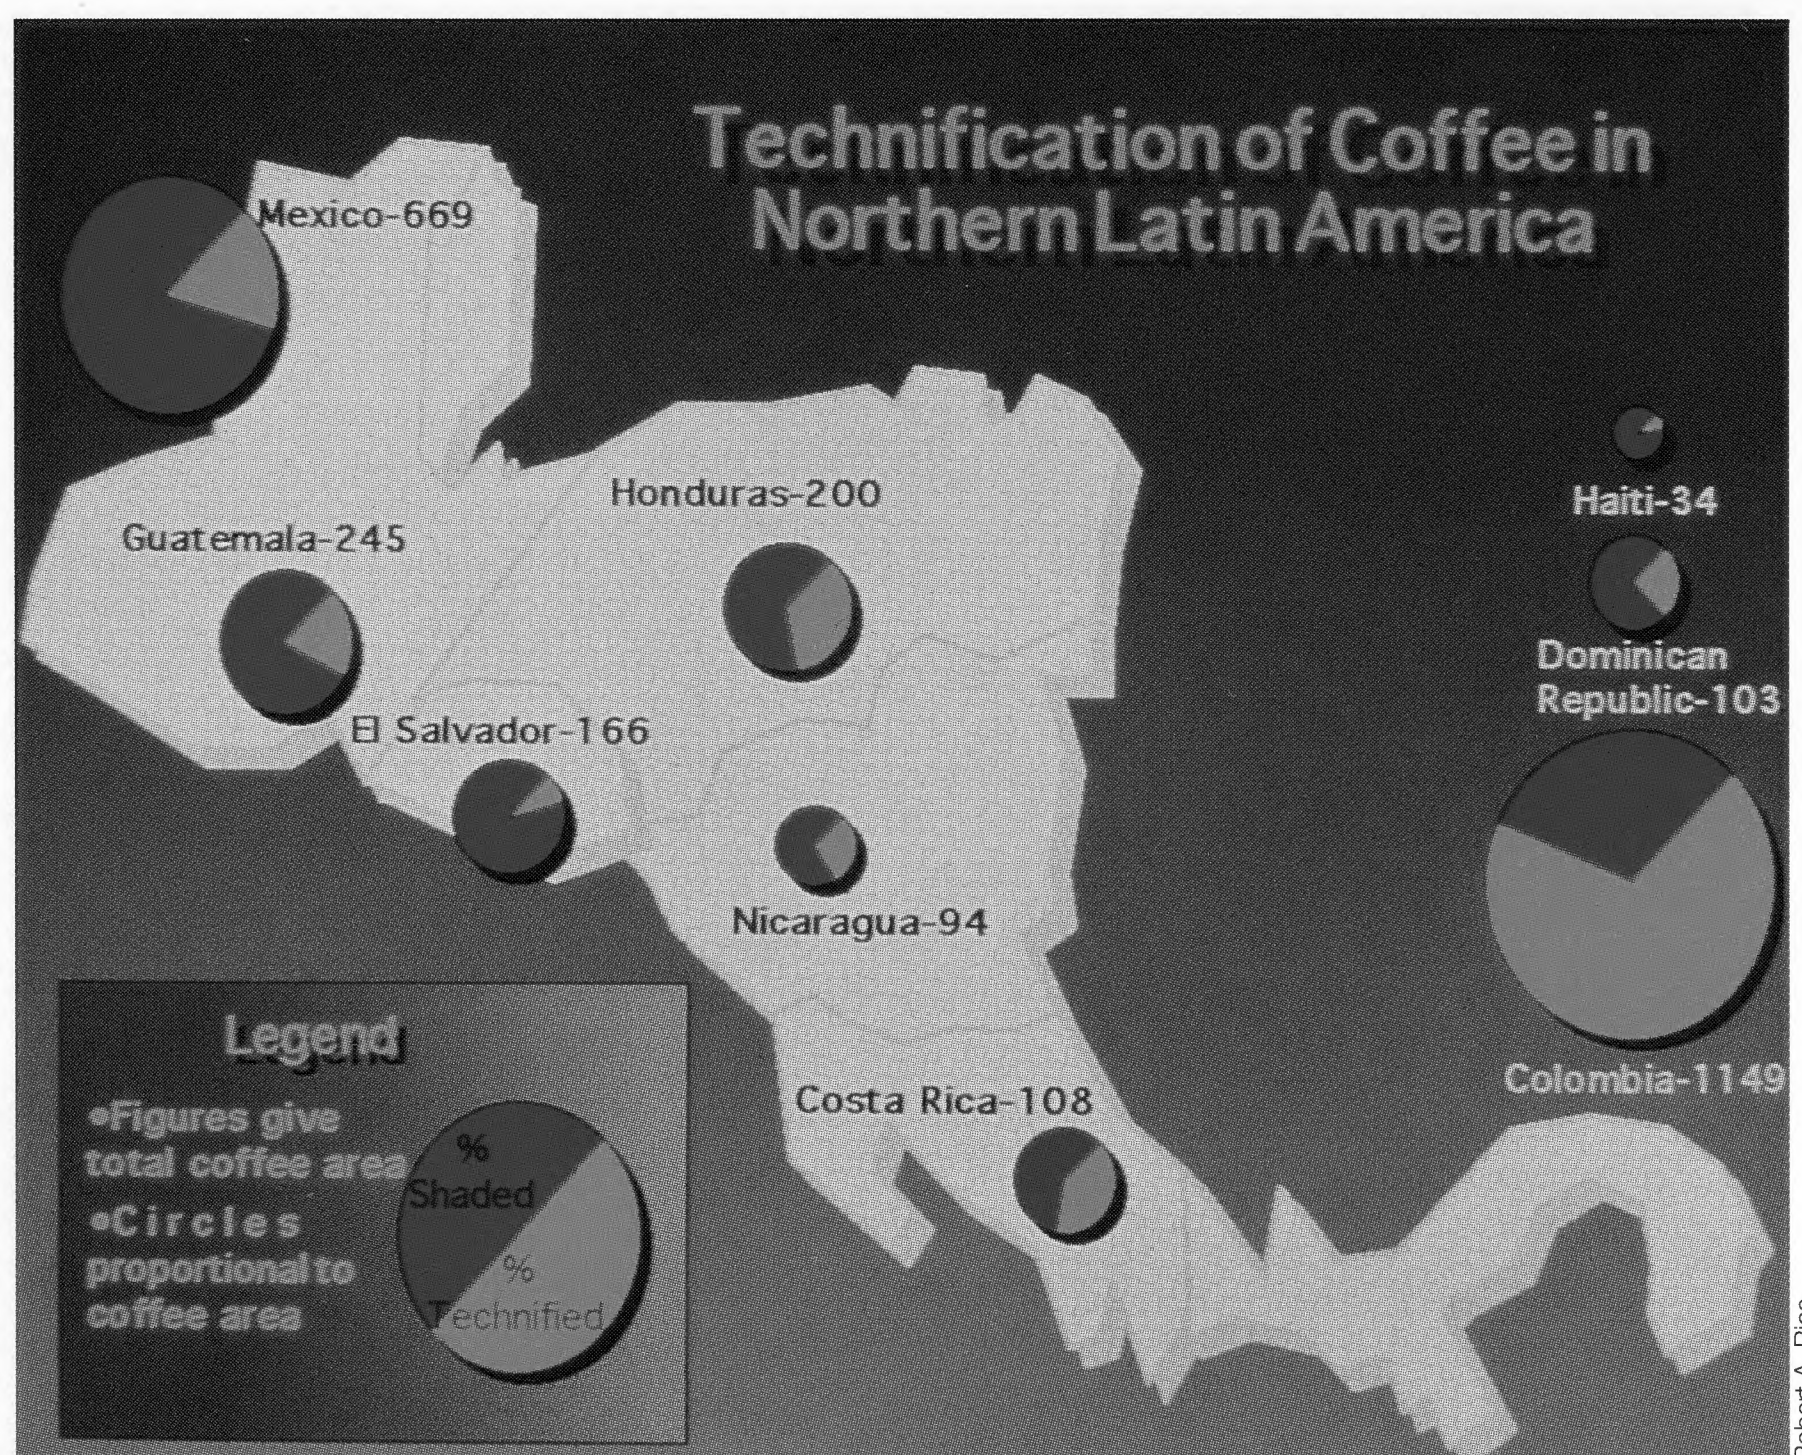 Technification of Coffee in
Northern Latin America
Mexico-669
Honduras-200
Haiti-34
Guatemala-245
Dominican
Republic-103
El Salvador-166
Nicaragua-94
Colombia-1149
Costa Rica-108
Legend
•Figures give
total coffee area
•Circles
proportional to
coffee area
%
Shaded
%
Technified
Robert A. Rice